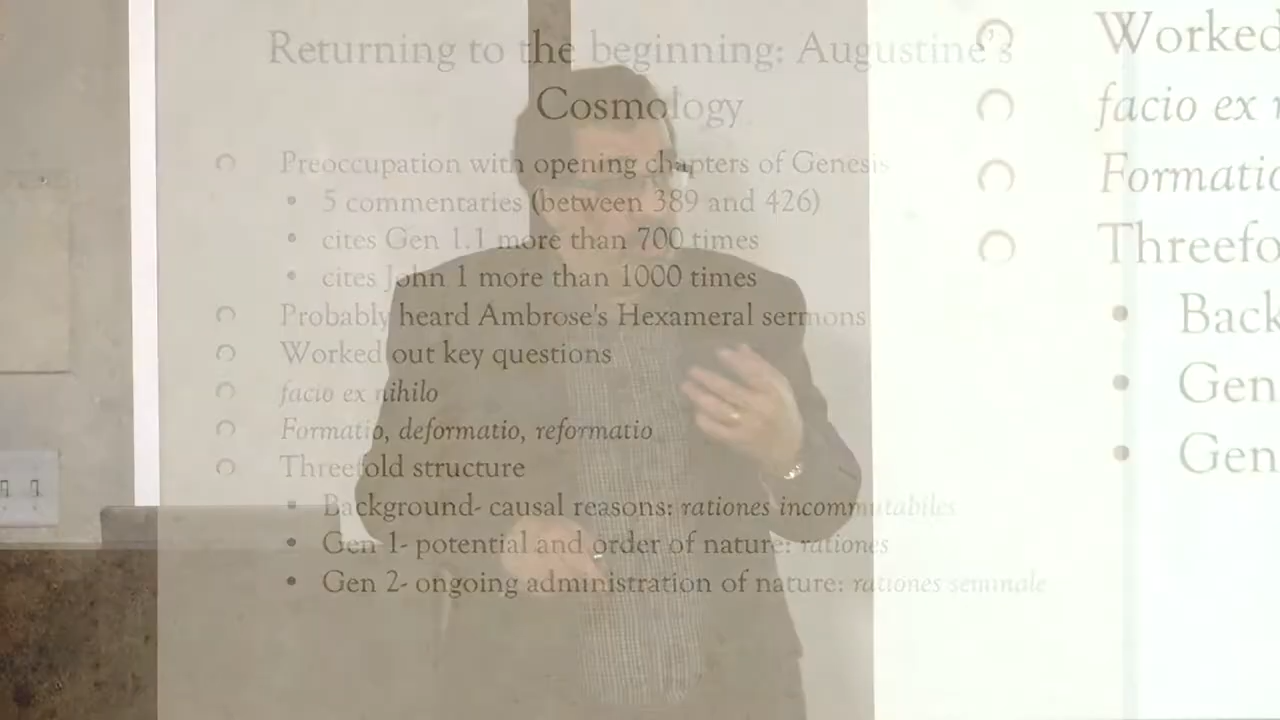 Returning to the beginning: Augustine's
Cosmology
Preoccupation with opening chapters of Genesis
5 commentaries (between 389 and 426)
cites Gen 1.1 more than 700 times
cites John 1 more than 1000 times
Probably heard Ambrose's Hexameral sermons
Worked out key questions
facio ex nihilo
Formatio, deformatio, reformatio
Threefold structure
Background- causal reasons: rationes incommutabiles
Gen 1- potential and order of nature: rationes
Gen 2- ongoing administration of nature: rationes seminale
Worked
facio ex
Formatio
Threefo
Back
Gen
Gen